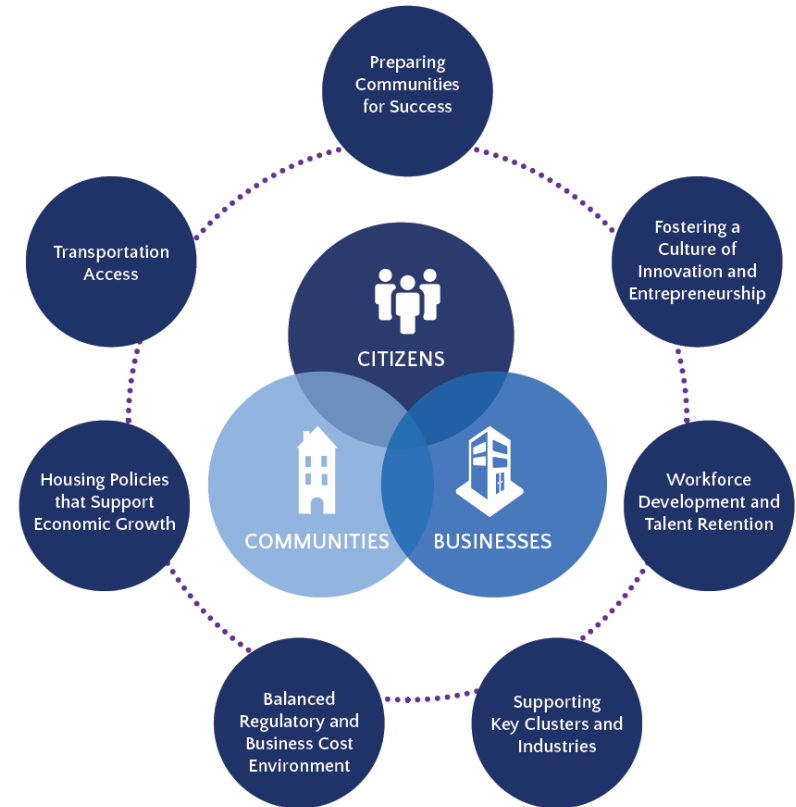 Preparing
Communities
for Success
Fostering a
Culture of
Innovation and
Entrepreneurship
Workforce
Development and
Talent Retention
Supporting
Key Clusters and
Industries
Balanced
Regulatory and
Business Cost
Environment
Housing Policies
that Support
Economic Growth
Transportation
Access
CITIZENS
COMMUNITIES
BUSINESSES